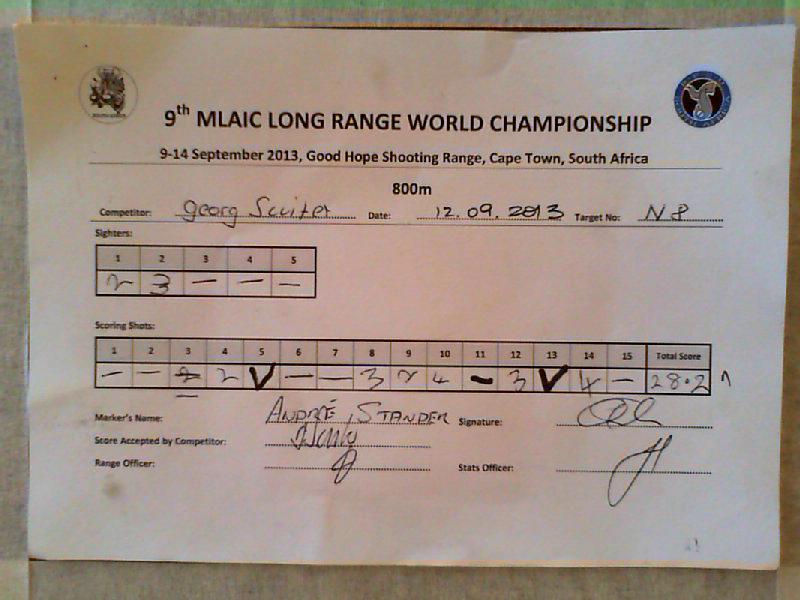 9th MLAIC LONG RANGE WORLD CHAMPIONSHIP
9-14 September 2013, Good Hope Shooting Range, Cape Town, South Africa
800m
Competitor: Georg Date: 12.09.2013 Target No: N8
Sighters:
1 2 3 4 5
2 3 — — —
Scoring Shots:
1 2 3 4 5 6 7 8 9 10 11 12 13 14 15 Total Score
— — 2 2 V — — 3 2 4 — 3 V 4 — 28.2
Marker's Name: ANDRÉ STANDER Signature:
Score Accepted by Competitor:
Range Officer: Stats Officer: